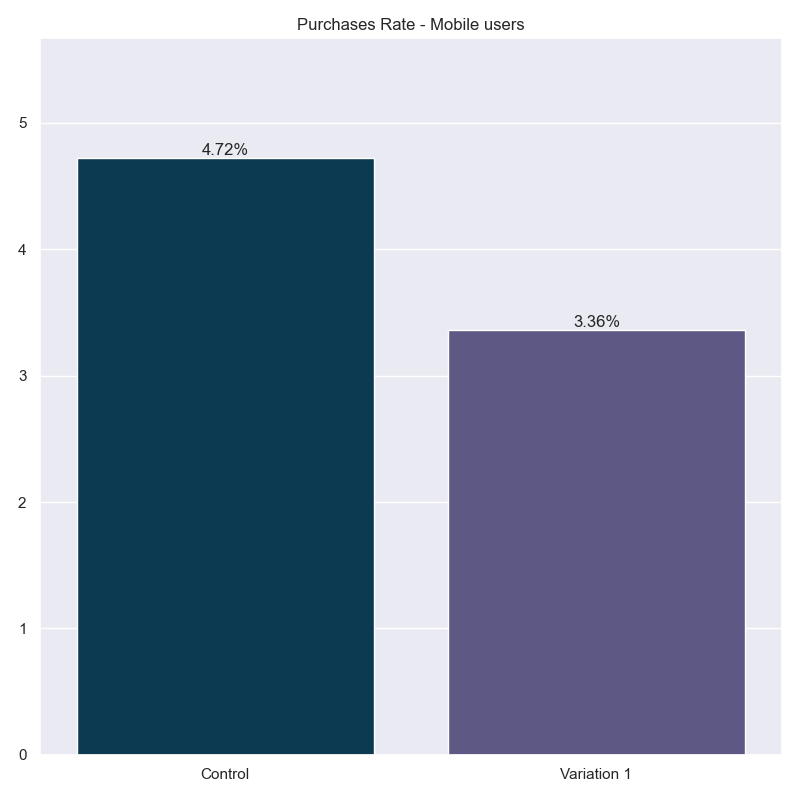 Purchases Rate - Mobile users
5
4.72%
4
3.36%
3
2
1
0
Control
Variation 1